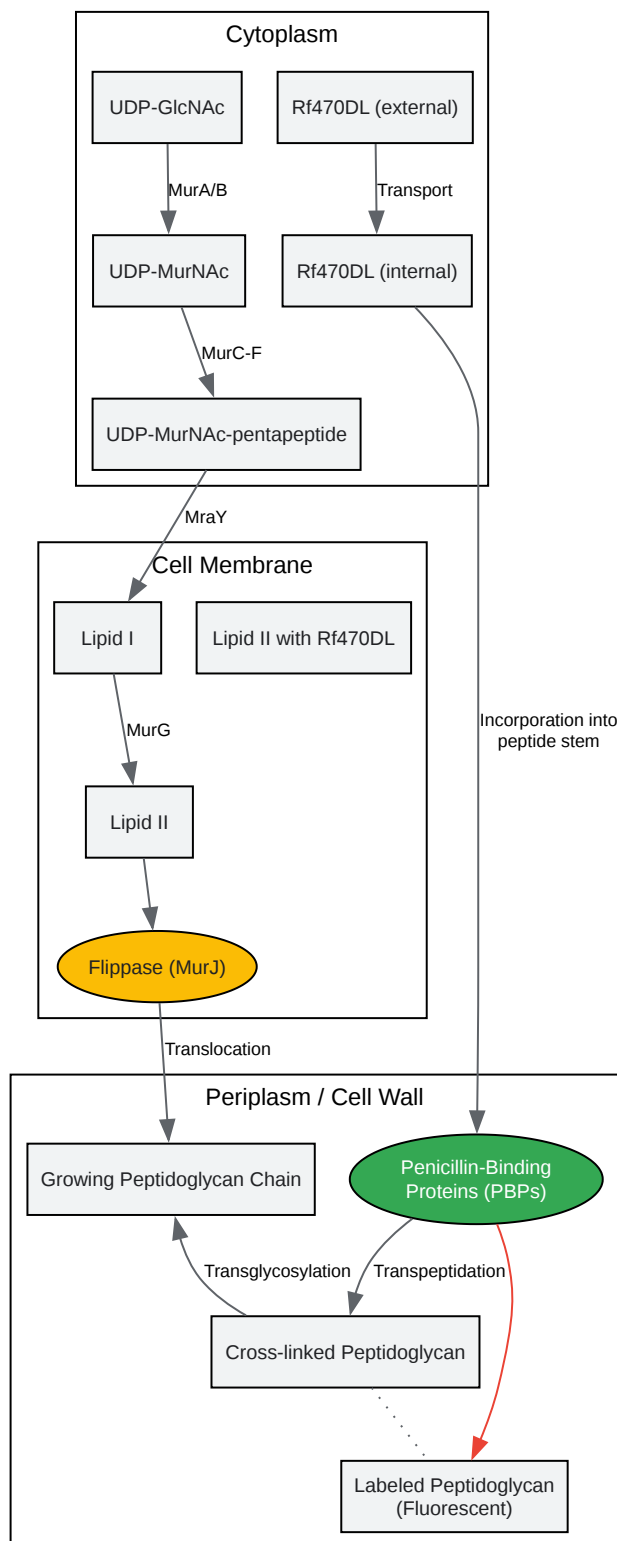 Cytoplasm
UDP-GlcNAc
Rf470DL (external)
MurA/B
Transport
UDP-MurNAc
Rf470DL (internal)
MurC-F
UDP-MurNAc-pentapeptide
MraY
Cell Membrane
Lipid I
Lipid II with Rf470DL
MurG
Incorporation into
peptide stem
Lipid II
Flippase (MurJ)
Translocation
Periplasm / Cell Wall
Growing Peptidoglycan Chain
Penicillin-Binding
Proteins (PBPs)
Transglycosylation
Transpeptidation
Cross-linked Peptidoglycan
Labeled Peptidoglycan
(Fluorescent)